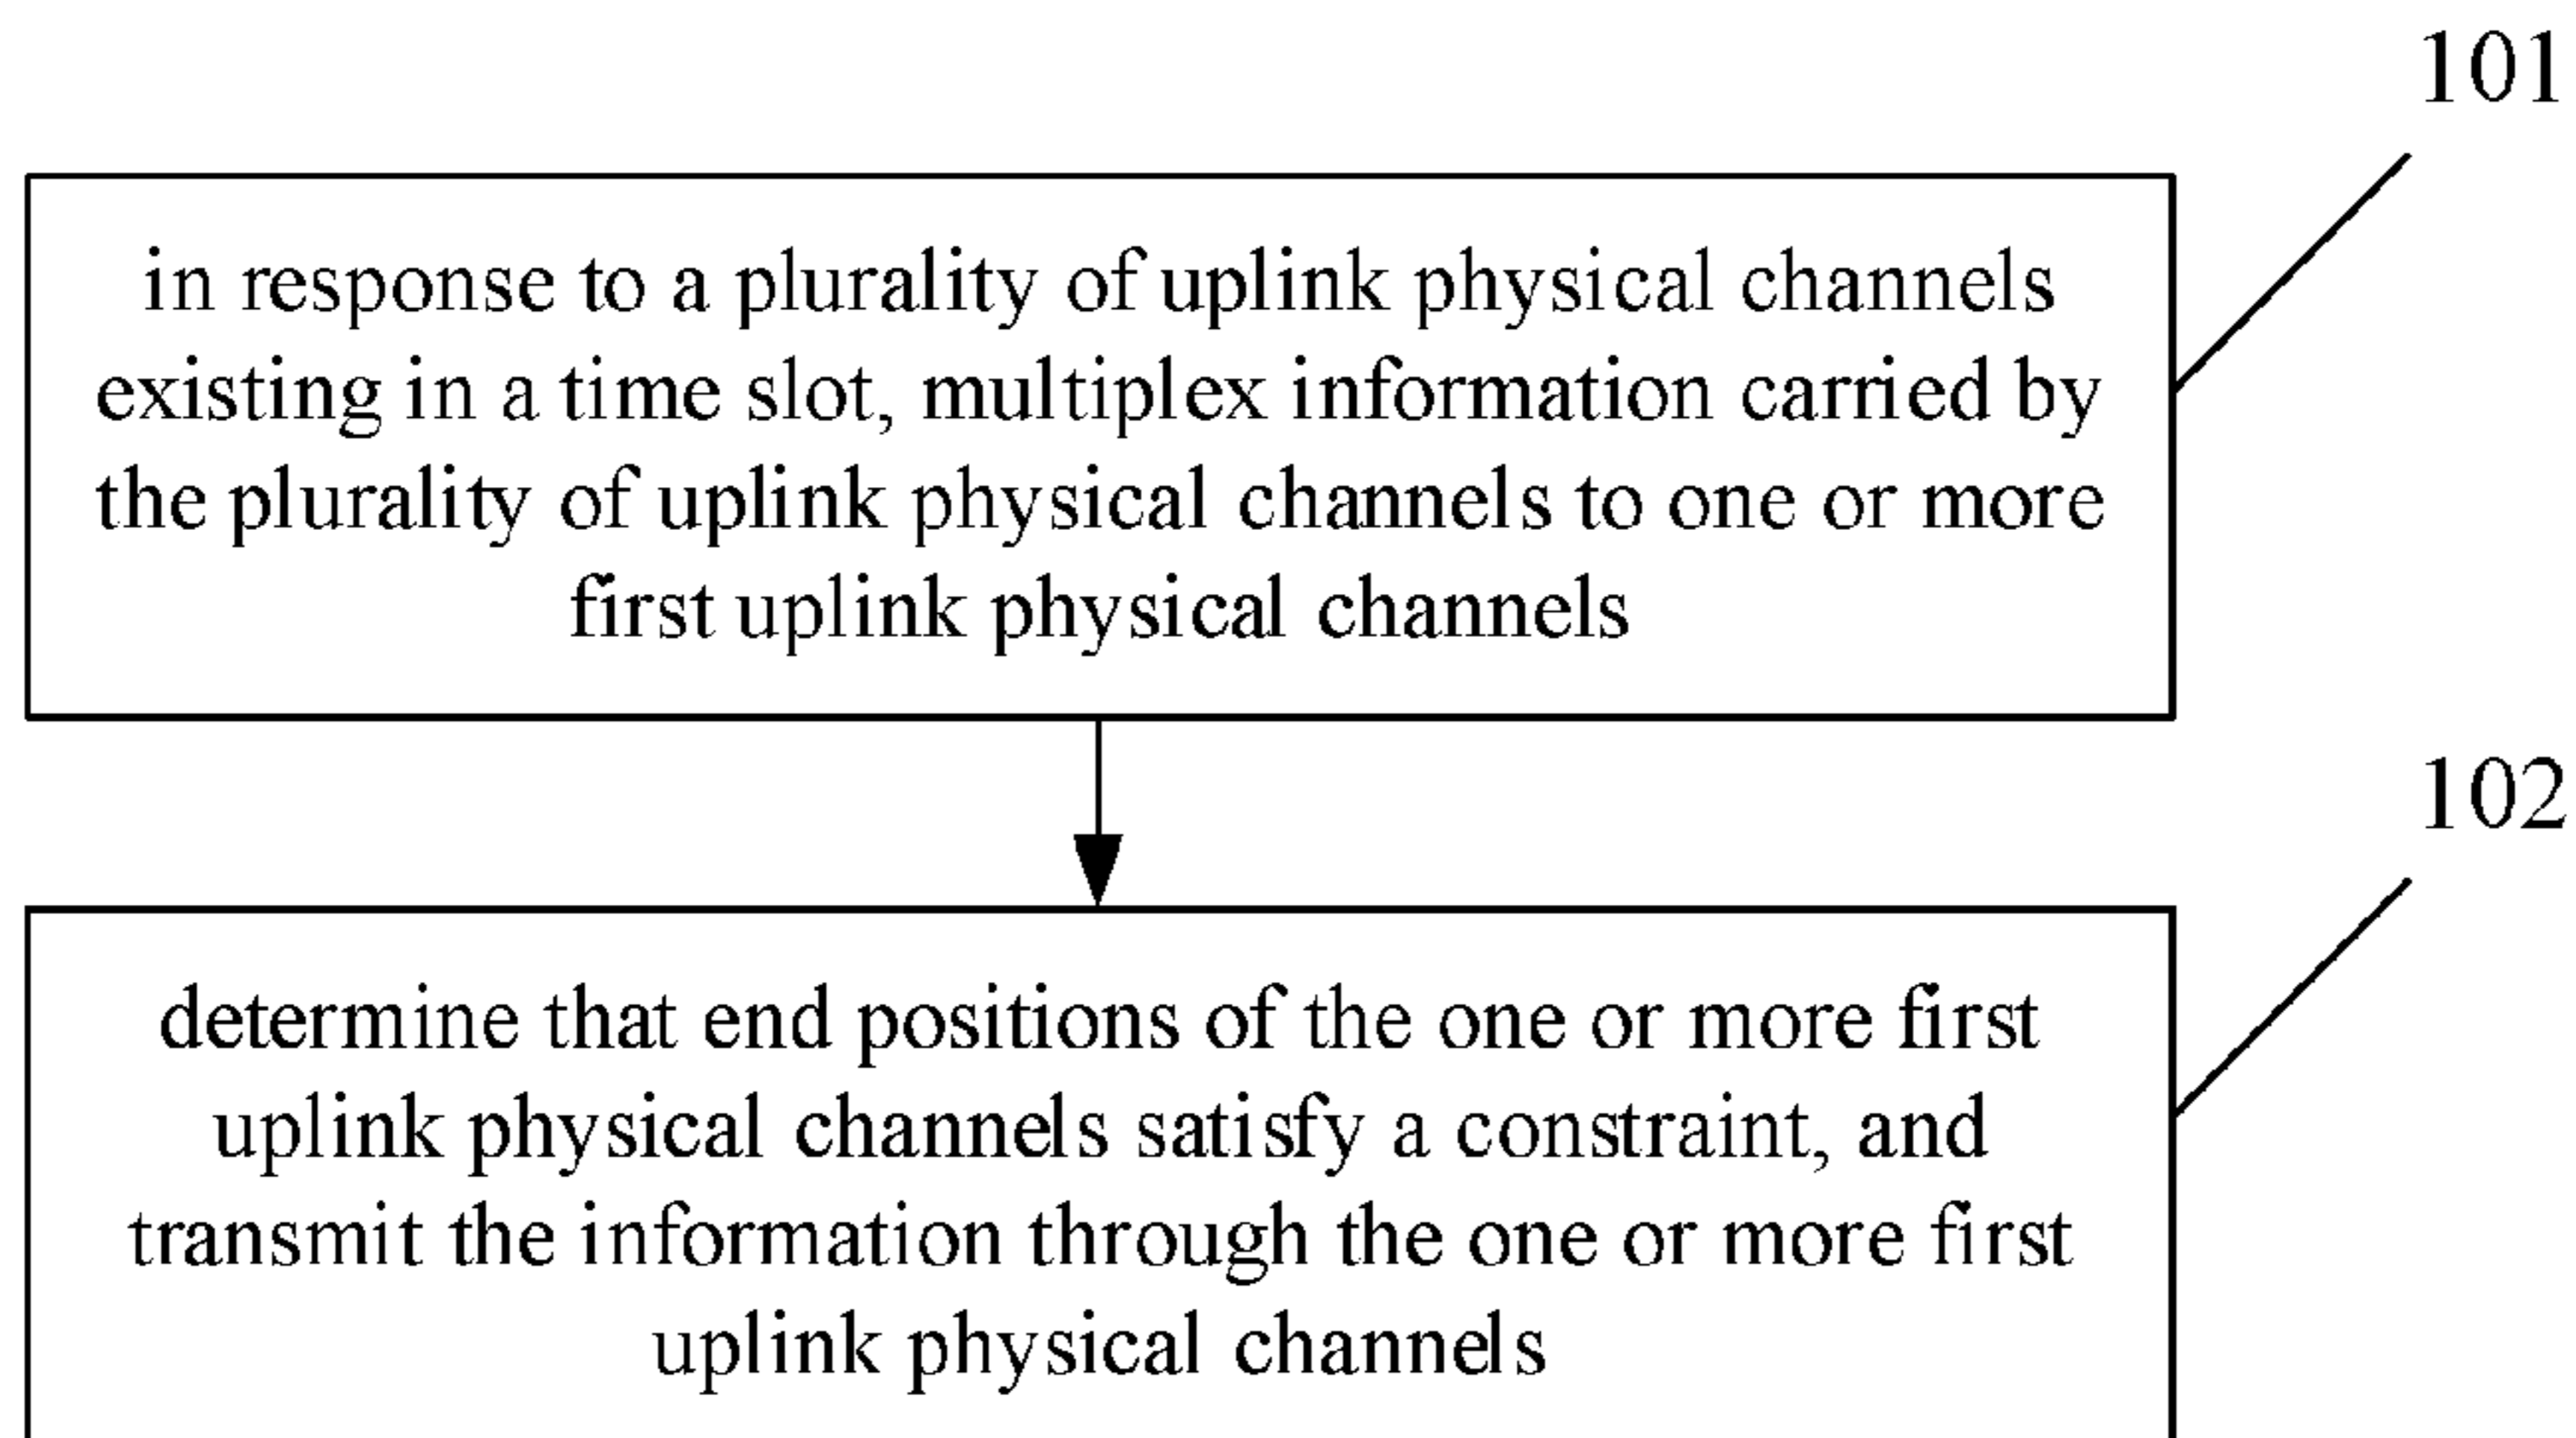 101
in response to a plurality of uplink physical channels
existing in a time slot, multiplex information carried by
the plurality of uplink physical channels to one or more
first uplink physical channels
102
determine that end positions of the one or more first
uplink physical channels satisfy a constraint, and
transmit the information through the one or more first
uplink physical channels